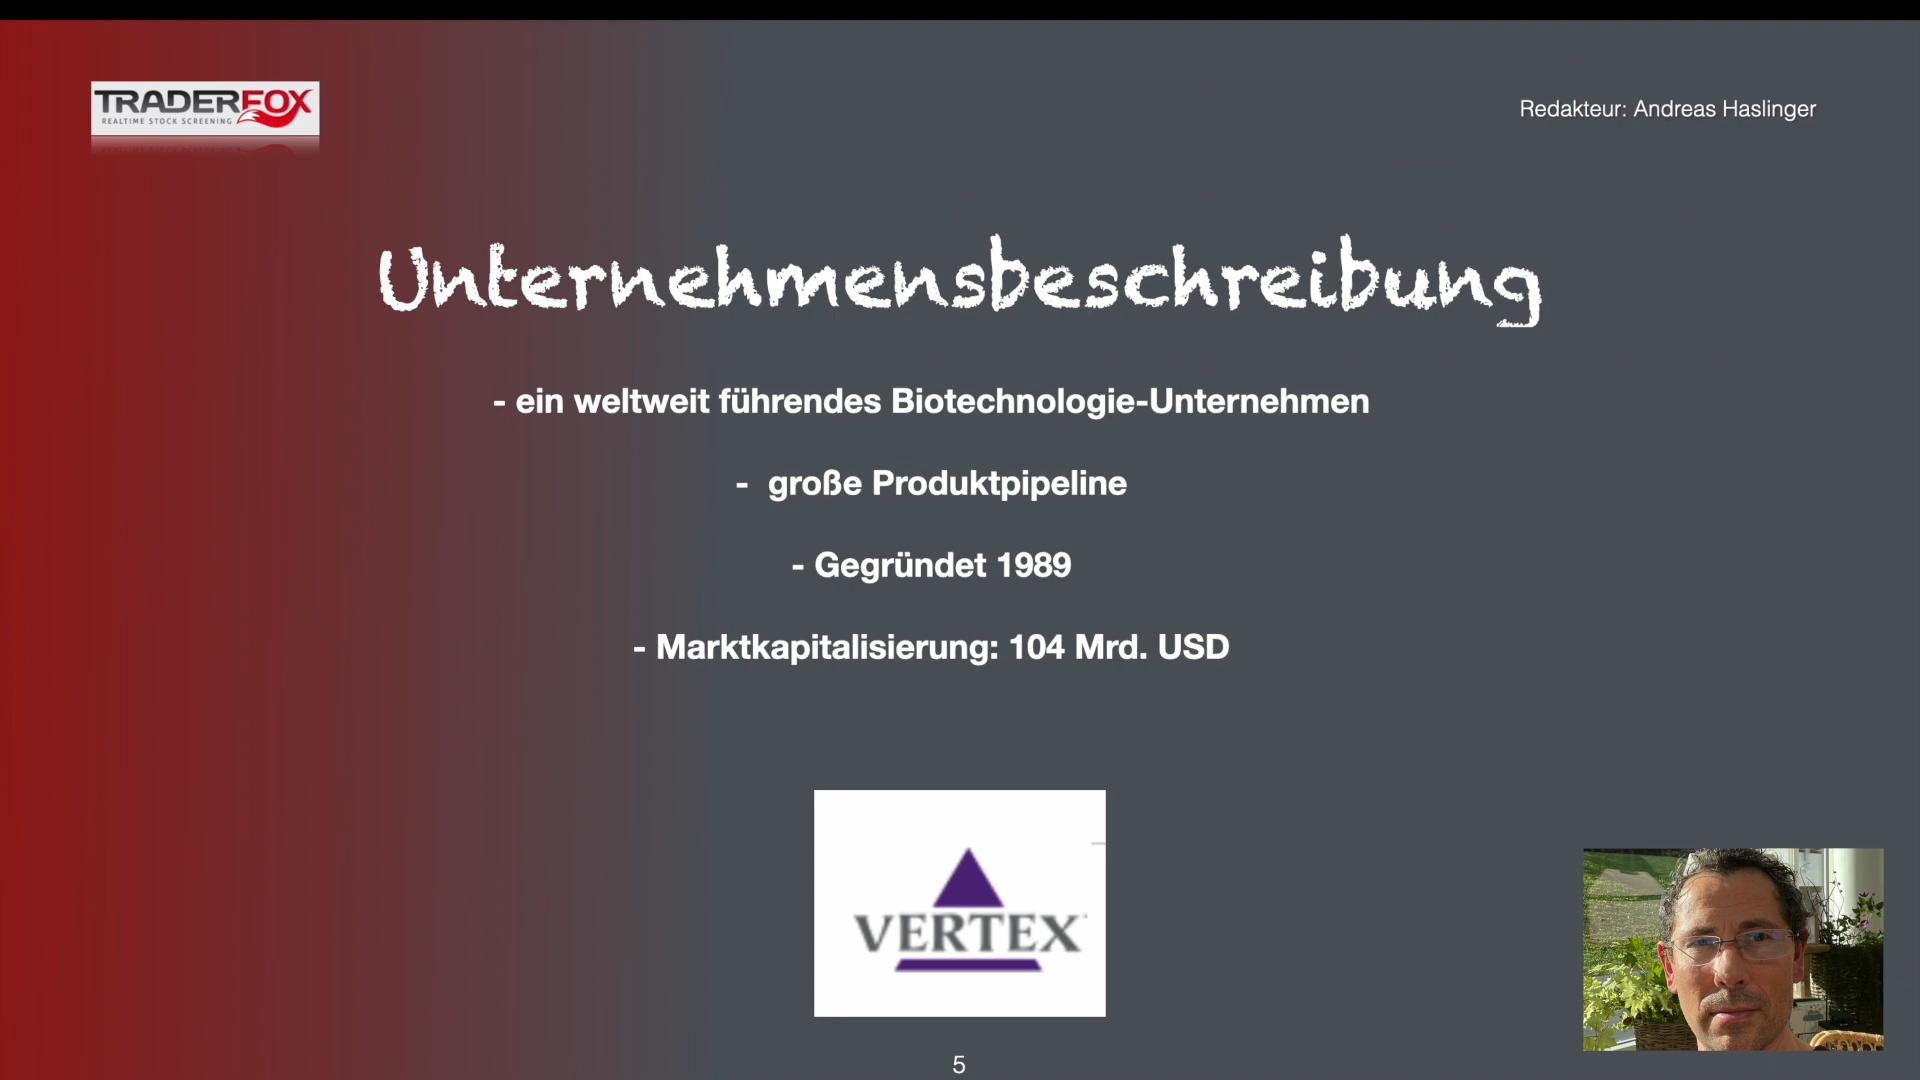 TRADERFOX
REALTIME STOCK SCREENING
Redakteur: Andreas Haslinger
Unternehmensbeschreibung
- ein weltweit führendes Biotechnologie-Unternehmen
- große Produktpipeline
- Gegründet 1989
- Marktkapitalisierung: 104 Mrd. USD
VERTEX
5